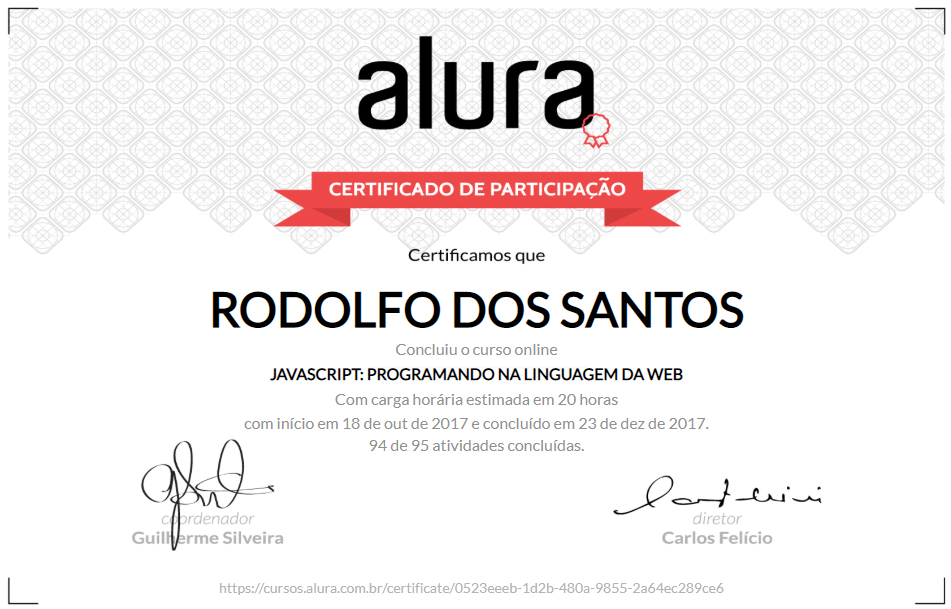 alura
CERTIFICADO DE PARTICIPAÇÃO
Certificamos que
RODOLFO DOS SANTOS
Concluiu o curso online
JAVASCRIPT: PROGRAMANDO NA LINGUAGEM DA WEB
Com carga horária estimada em 20 horas
com início em 18 de out de 2017 e concluído em 23 de dez de 2017.
94 de 95 atividades concluídas.
coordenador
Guilherme Silveira
diretor
Carlos Felício
https://cursos.alura.com.br/certificate/0523eeeb-1d2b-480a-9855-2a64ec289ce6